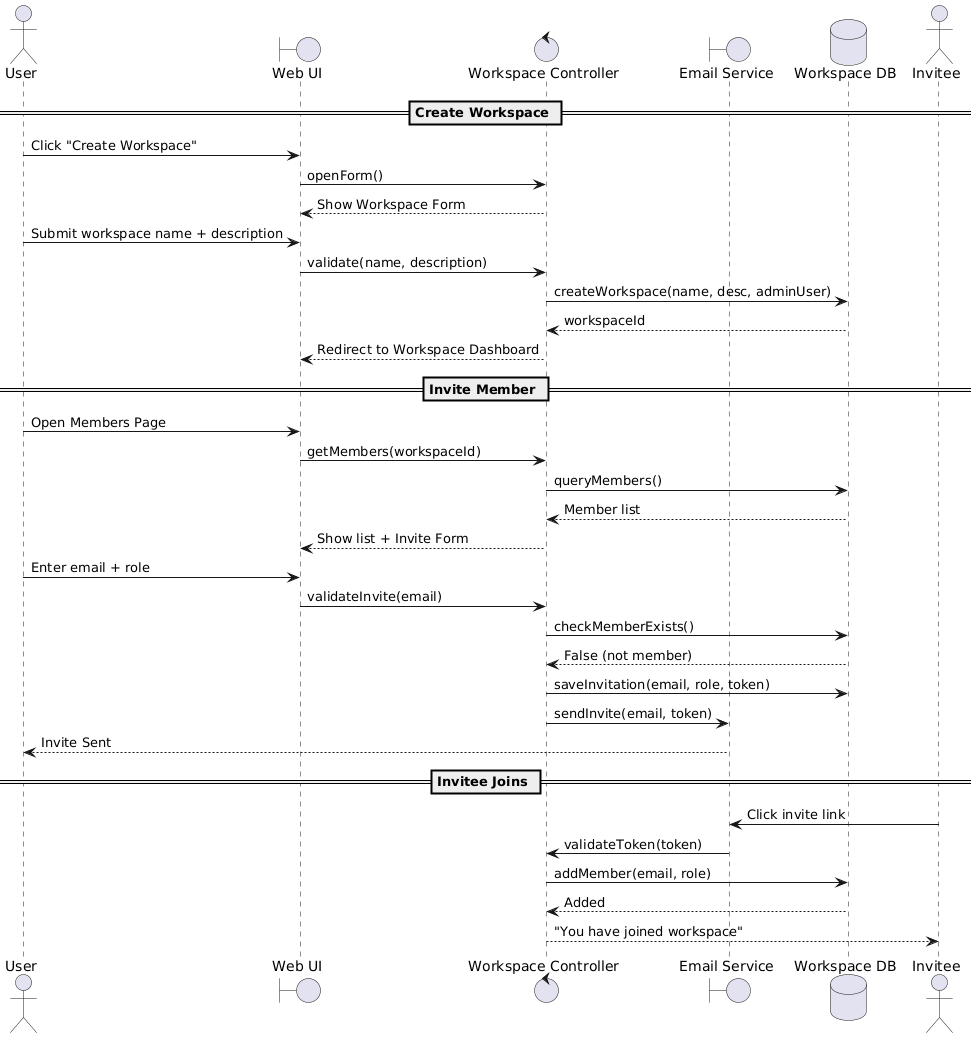 User
Web UI
Workspace Controller
Email Service
Workspace DB
Invitee
Create Workspace
Click "Create Workspace"
openForm()
Show Workspace Form
Submit workspace name + description
validate(name, description)
createWorkspace(name, desc, adminUser)
workspaceId
Redirect to Workspace Dashboard
Invite Member
Open Members Page
getMembers(workspaceId)
queryMembers()
Member list
Show list + Invite Form
Enter email + role
validateInvite(email)
checkMemberExists()
False (not member)
saveInvitation(email, role, token)
sendInvite(email, token)
Invite Sent
Invitee Joins
Click invite link
validateToken(token)
addMember(email, role)
Added
"You have joined workspace"
User
Web UI
Workspace Controller
Email Service
Workspace DB
Invitee